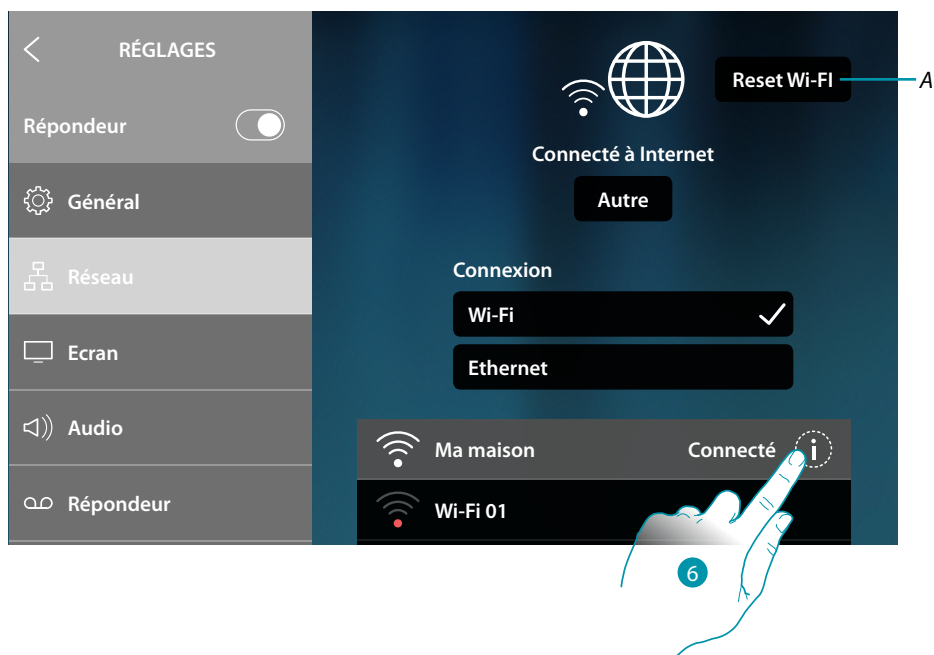 RÉGLAGES
Répondeur
Général
Réseau
Ecran
Audio
Répondeur
Reset Wi-FI
A
Connecté à Internet
Autre
Connexion
Wi-Fi
Ethernet
Ma maison Connecté i
Wi-Fi 01
6